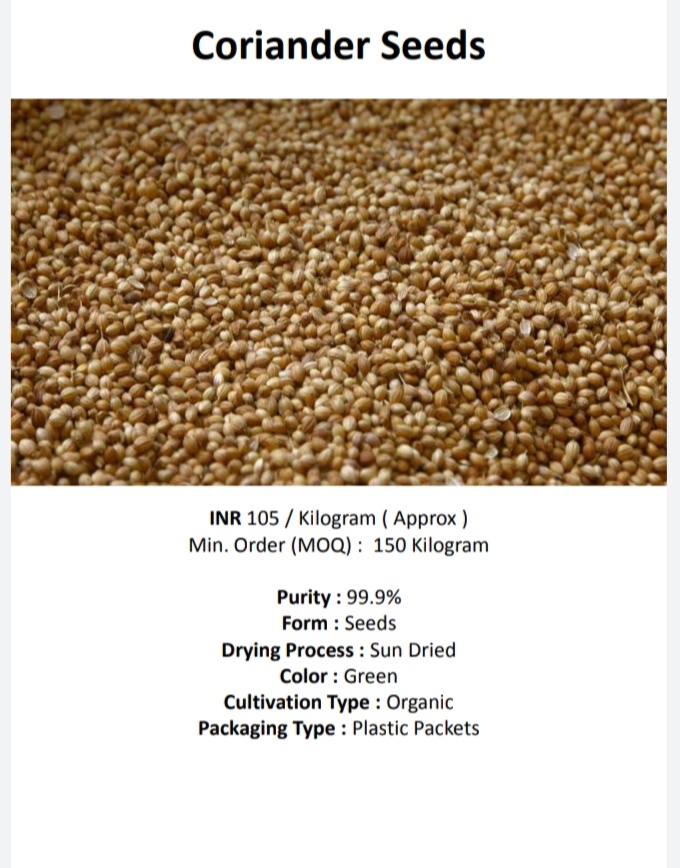 Coriander Seeds
INR 105 / Kilogram ( Approx )
Min. Order (MOQ) :  150 Kilogram
Purity : 99.9%
Form : Seeds
Drying Process : Sun Dried
Color : Green
Cultivation Type : Organic
Packaging Type : Plastic Packets